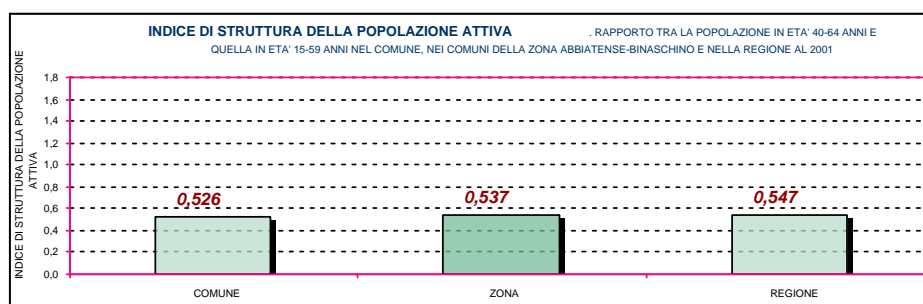 INDICE DI STRUTTURA DELLA POPOLAZIONE ATTIVA . RAPPORTO TRA LA POPOLAZIONE IN ETA' 40-64 ANNI E
QUELLA IN ETA' 15-59 ANNI NEL COMUNE, NEI COMUNI DELLA ZONA ABBIATENSE-BINASCHINO E NELLA REGIONE AL 2001
INDICE DI STRUTTURA DELLA POPOLAZIONE
ATTIVA
1,8
1,6
1,4
1,2
1,0
0,8
0,6
0,4
0,2
0,0
0,526
0,537
0,547
COMUNE
ZONA
REGIONE